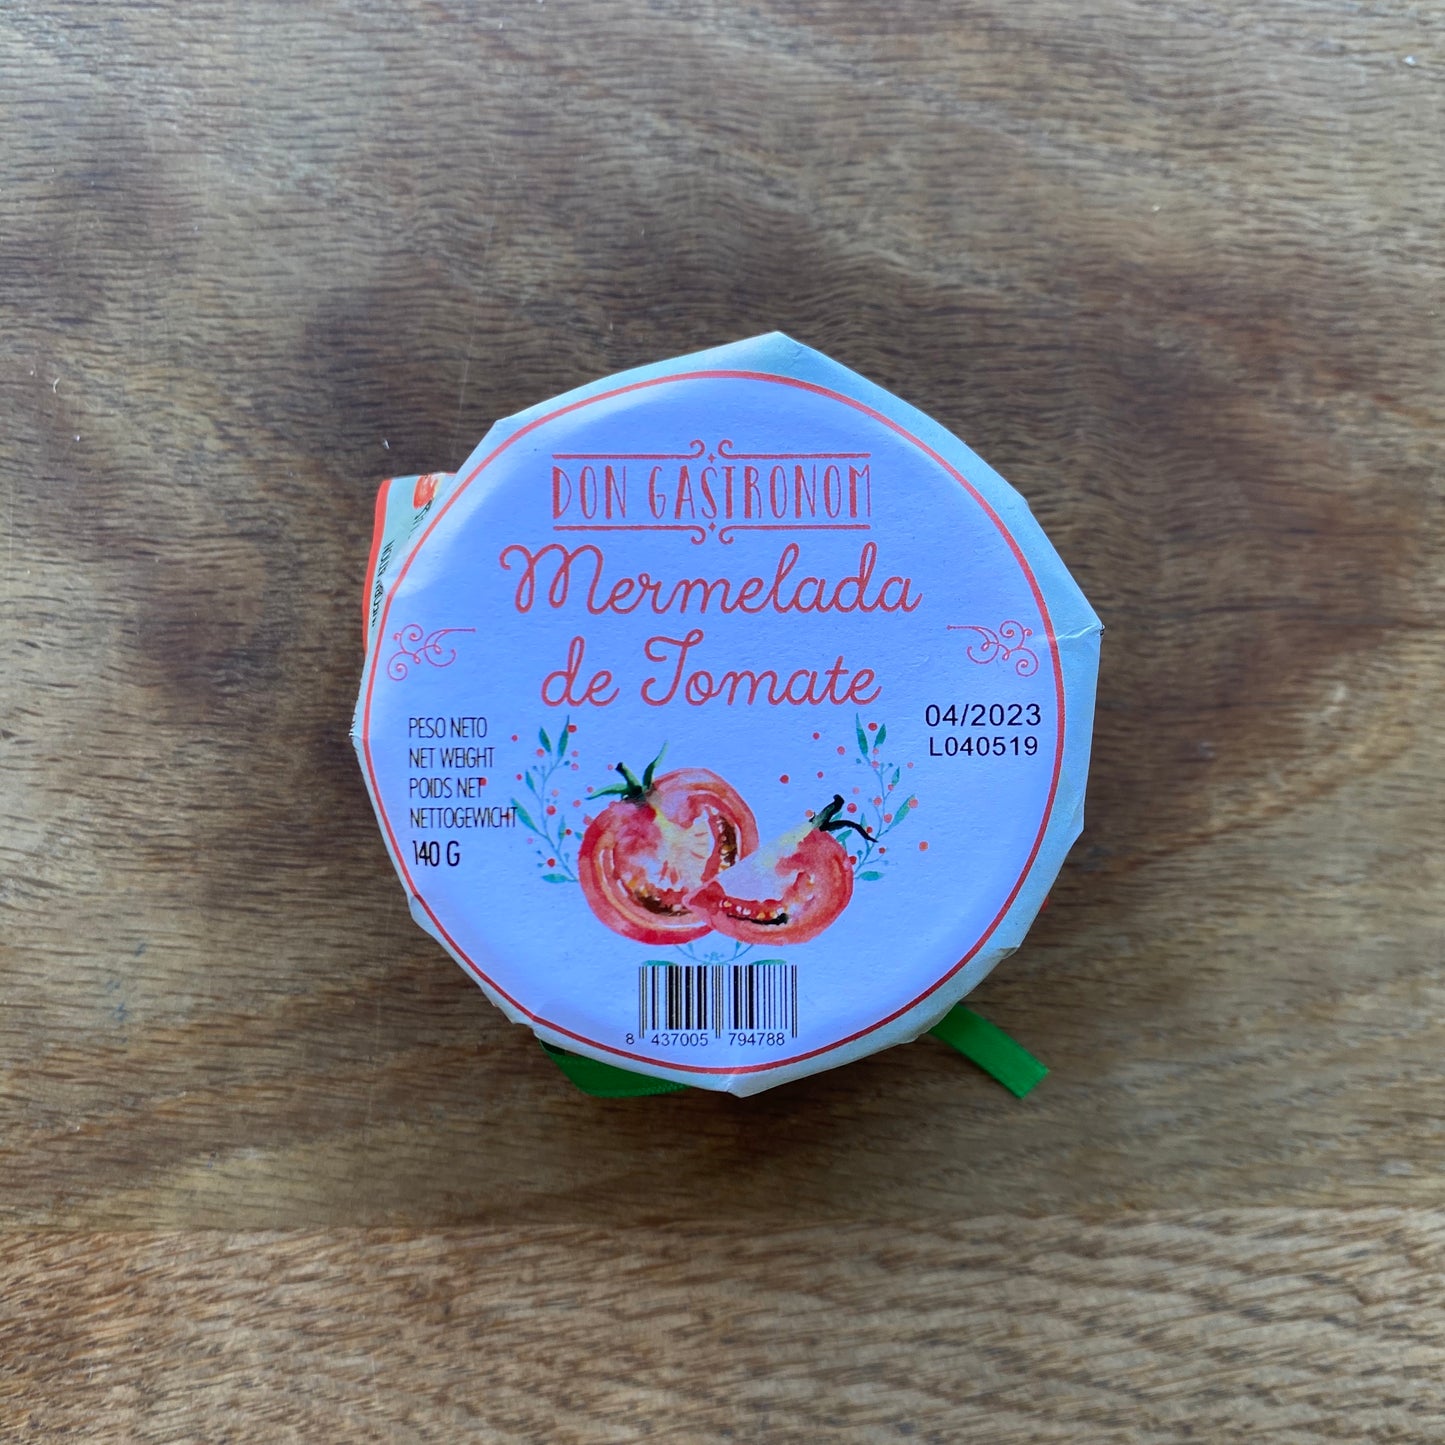 DON GASTRONOM
Mermelada
de Tomate
PESO NETO
NET WEIGHT
POIDS NET
NETTOGEWICHT
140 G
04/2023
L040519
8 437005 794788